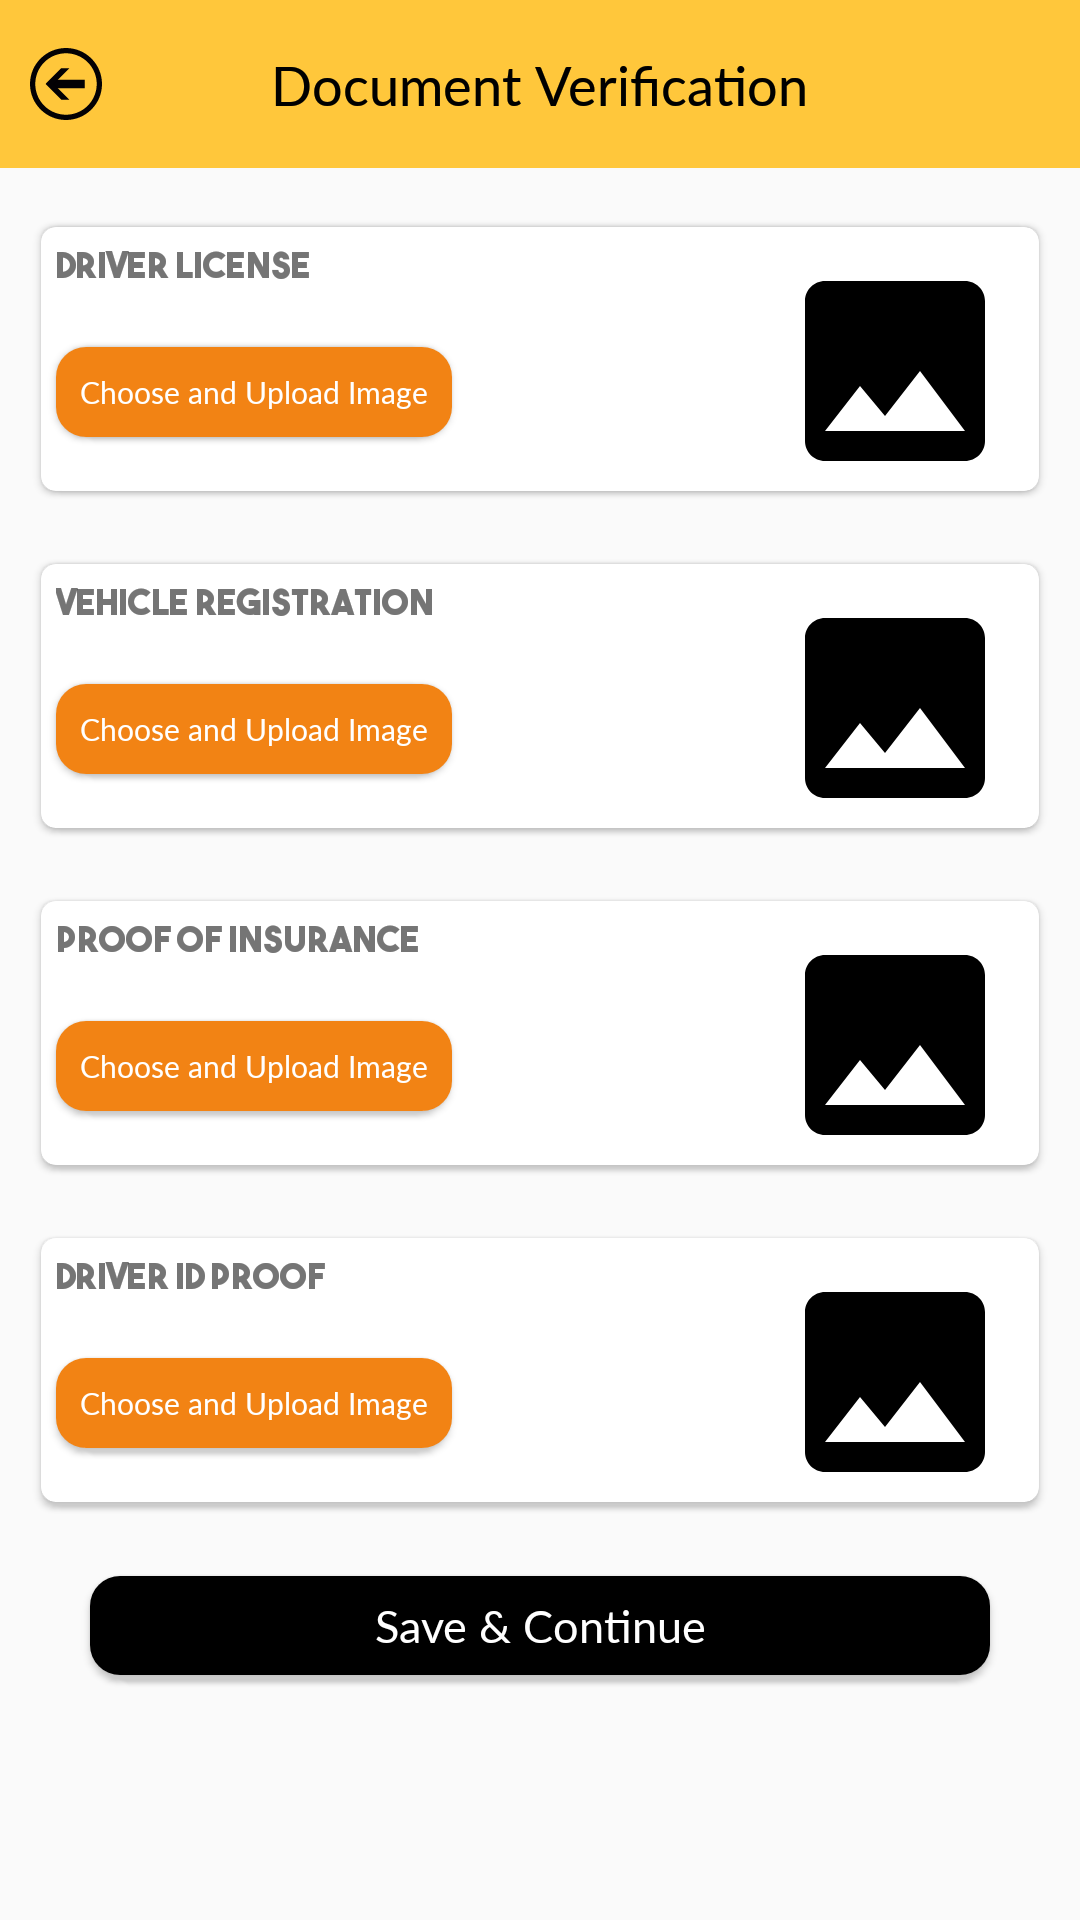 Document Verification
DRIVER LICENSE
Choose and Upload Image
VEHICLE REGISTRATION
Choose and Upload Image
PROOF OF INSURANCE
Choose and Upload Image
DRIVER ID PROOF
Choose and Upload Image
Save & Continue